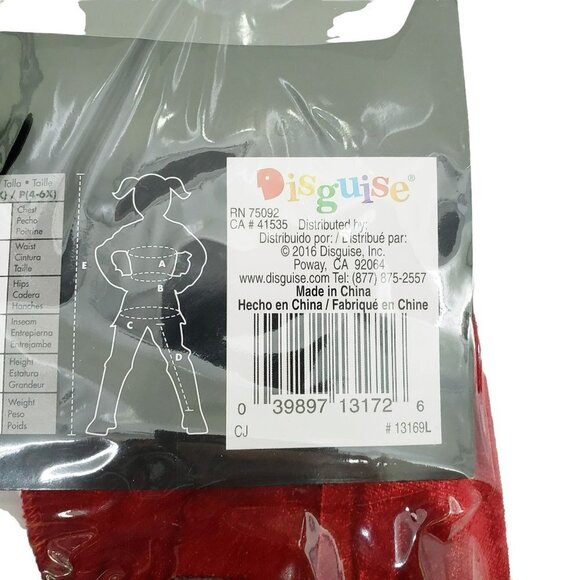 Talla * Taille
) / P(4-6X)
Chest
Pecho
Poitrine
Waist
Cintura
Taille
Hips
Cadera
Hanches
Inseam
Entrepierna
Entrejambe
Height
Estatura
Grandeur
Weight
Peso
Poids
E
A
B
C
D
Disguise®
RN 75092
CA # 41535 Distributed by:
Distribuido por: / Distribué par:
© 2016 Disguise, Inc.
Poway, CA 92064
www.disguise.com Tel: (877) 875-2557
Made in China
Hecho en China / Fabriqué en Chine
0 39897 13172 6
CJ # 13169L